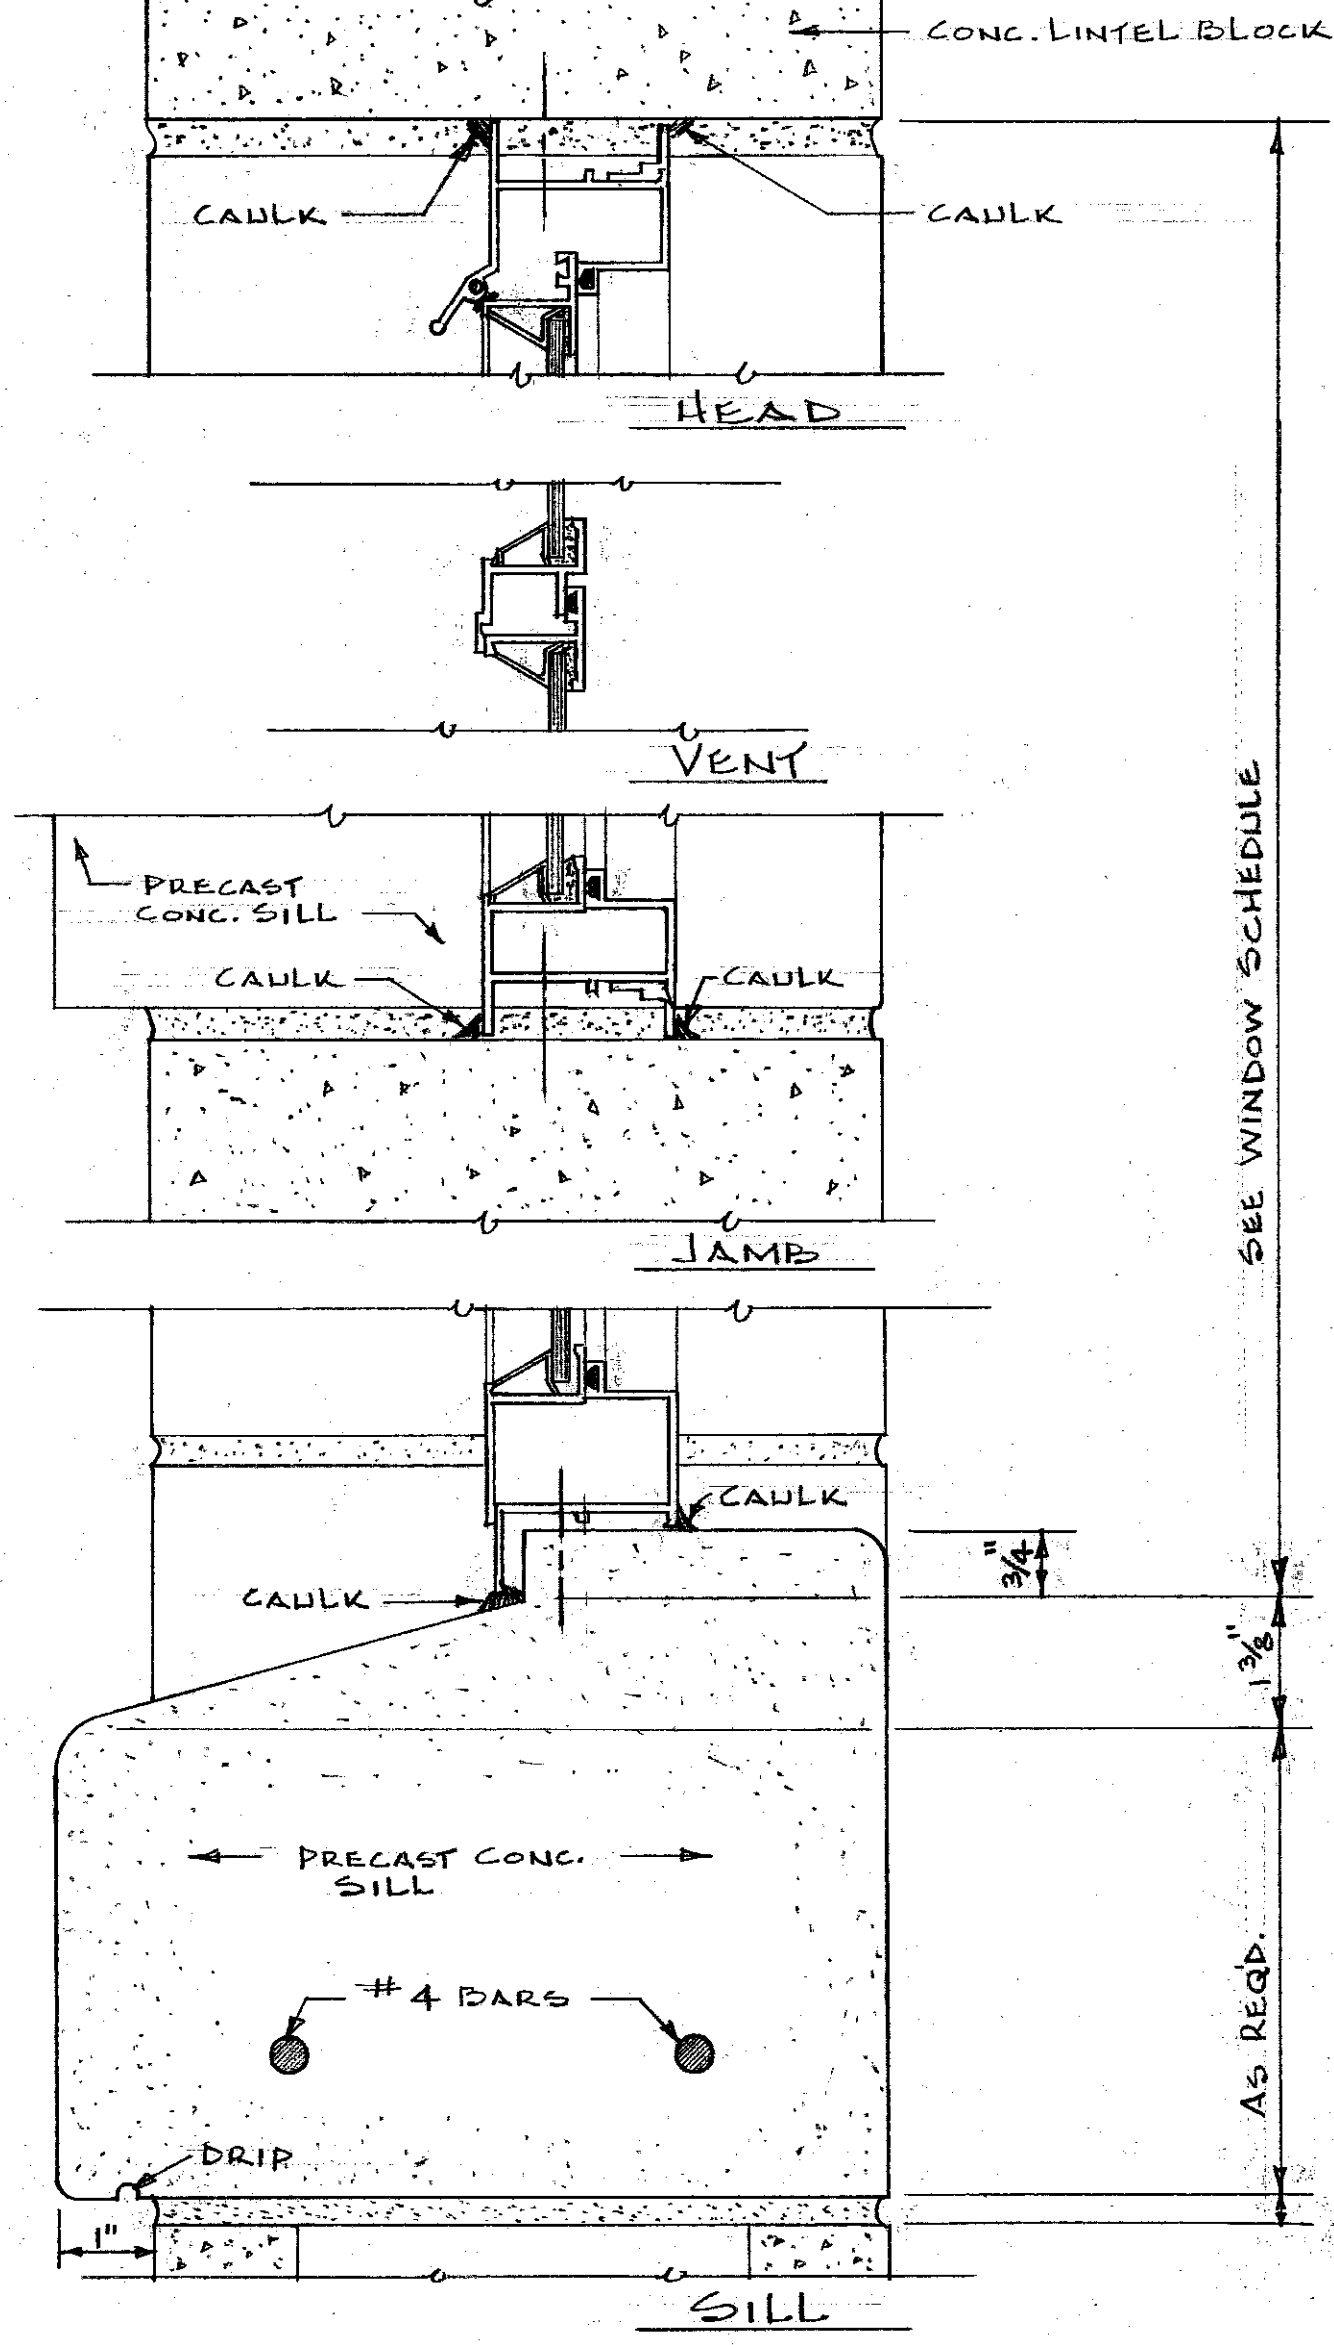 CONC. LINTEL BLOCK
CAULK
CAULK
HEAD
VENT
PRECAST
CONC. SILL
CAULK
CAULK
JAMB
SEE WINDOW SCHEDULE
CAULK
3/4"
CAULK
1 3/8"
PRECAST CONC.
SILL
#4 BARS
AS REQ'D.
DRIP
1"
SILL